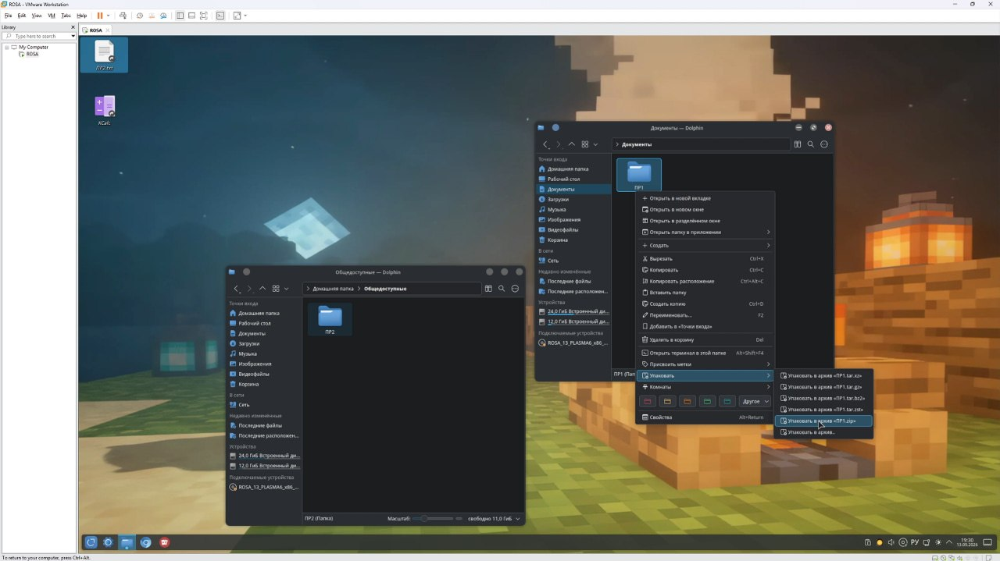 ROSA - VMware Workstation
File Edit View VM Tabs Help
Library
Type here to search
My Computer
ROSA
ROSA
ПР2.txt
KCalc
Документы — Dolphin
Документы
Точки входа
Домашняя папка
Рабочий стол
Документы
Загрузки
Музыка
Изображения
Видеофайлы
Корзина
В сети
Сеть
Недавно изменённые
Последние файлы
Последние расположен...
Устройства
24,0 ГиБ Встроенный ди...
12,0 ГиБ Встроенный ди...
Подключаемые устройства
ROSA_13_PLASMA6_x86_...
ПР1
ПР1 (Пап
Открыть в новой вкладке
Открыть в новом окне
Открыть в разделённом окне
Открыть папку в приложении
Создать
Вырезать Ctrl+X
Копировать Ctrl+C
Копировать расположение Ctrl+Alt+C
Вставить папку
Создать копию Ctrl+D
Переименовать... F2
Добавить в «Точки входа»
Удалить в корзину Del
Открыть терминал в этой папке Alt+Shift+F4
Присвоить метки
Упаковать
Комнаты
Другое
Свойства Alt+Return
Упаковать в архив «ПР1.tar.xz»
Упаковать в архив «ПР1.tar.gz»
Упаковать в архив «ПР1.tar.bz2»
Упаковать в архив «ПР1.tar.zst»
Упаковать в архив «ПР1.zip»
Упаковать в архив...
Общедоступные — Dolphin
Домашняя папка Общедоступные
Точки входа
Домашняя папка
Рабочий стол
Документы
Загрузки
Музыка
Изображения
Видеофайлы
Корзина
В сети
Сеть
Недавно изменённые
Последние файлы
Последние расположен...
Устройства
24,0 ГиБ Встроенный ди...
12,0 ГиБ Встроенный ди...
Подключаемые устройства
ROSA_13_PLASMA6_x86_...
ПР2
ПР2 (Папка) Масштаб: свободно 11,0 ГиБ
РУ
19:30
13.09.2026
To return to your computer, press Ctrl+Alt.